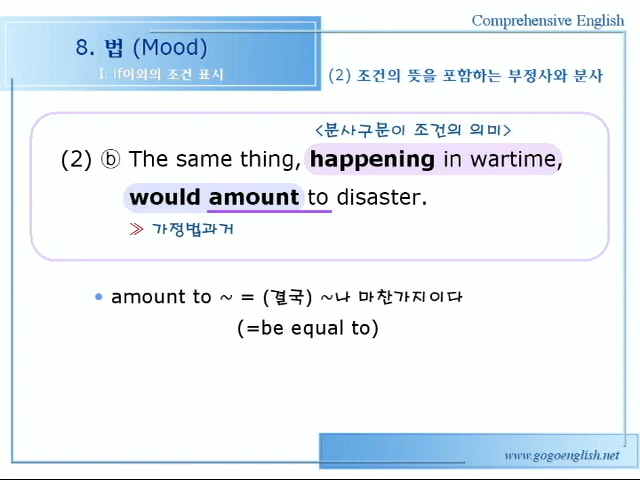 Comprehensive English
8. 법 (Mood)
I. if이외의 조건 표시
(2) 조건의 뜻을 포함하는 부정사와 분사
<분사구문이 조건의 의미>
(2) ⓑ The same thing, happening in wartime,
would amount to disaster.
≫ 가정법과거
• amount to ~ = (결국) ~나 마찬가지이다
(=be equal to)
www.gogoenglish.net